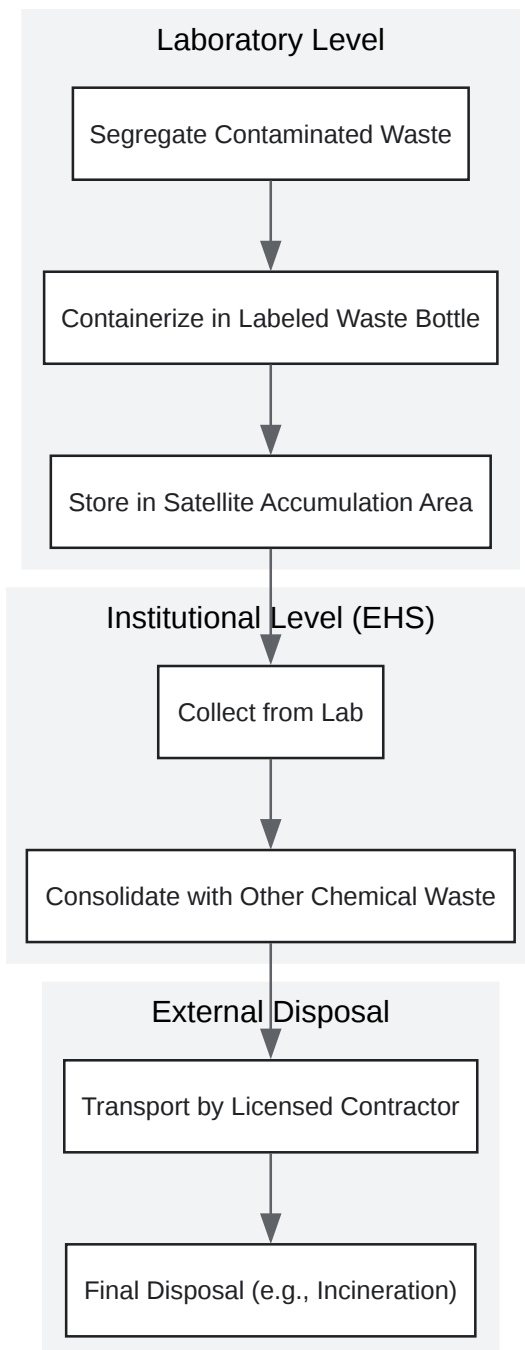 Laboratory Level
Segregate Contaminated Waste
Containerize in Labeled Waste Bottle
Store in Satellite Accumulation Area
Institutional Level (EHS)
Collect from Lab
Consolidate with Other Chemical Waste
External Disposal
Transport by Licensed Contractor
Final Disposal (e.g., Incineration)